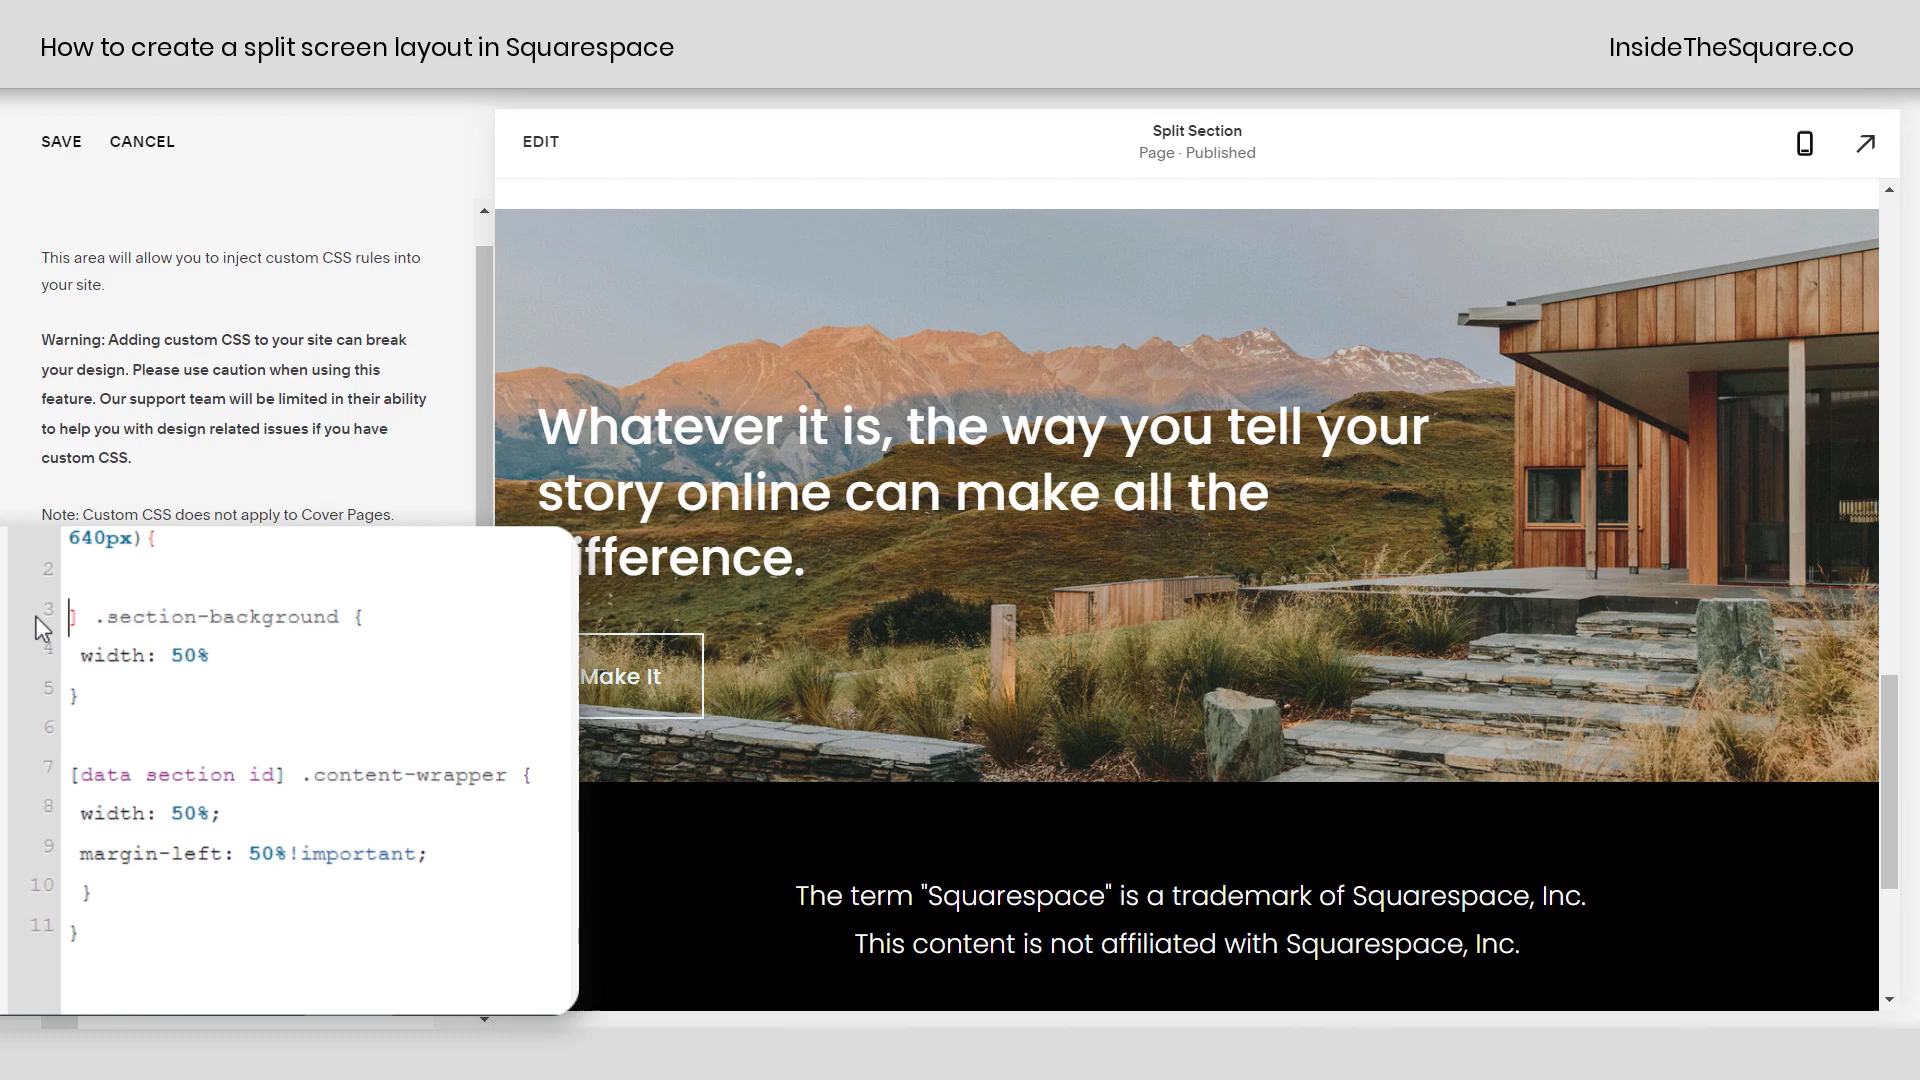 How to create a split screen layout in Squarespace
InsideTheSquare.co
SAVE CANCEL
EDIT
Split Section
Page · Published
This area will allow you to inject custom CSS rules into
your site.
Warning: Adding custom CSS to your site can break
your design. Please use caution when using this
feature. Our support team will be limited in their ability
to help you with design related issues if you have
custom CSS.
Note: Custom CSS does not apply to Cover Pages.
Whatever it is, the way you tell your
story online can make all the
ifference.
Make It
640px){
2
3 ] .section-background {
4 width: 50%
5 }
6
7 [data section id] .content-wrapper {
8 width: 50%;
9 margin-left: 50%!important;
10 }
11 }
The term "Squarespace" is a trademark of Squarespace, Inc.
This content is not affiliated with Squarespace, Inc.